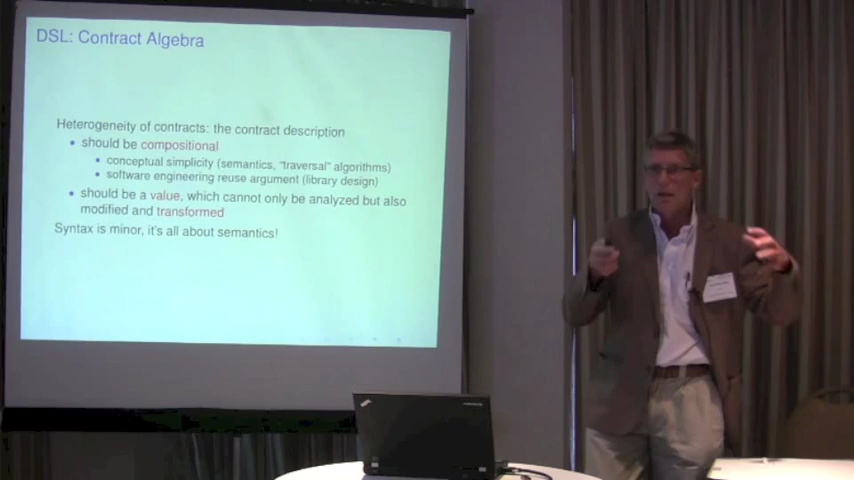 DSL: Contract Algebra
Heterogeneity of contracts: the contract description
• should be compositional
• conceptual simplicity (semantics, "traversal" algorithms)
• software engineering reuse argument (library design)
• should be a value, which cannot only be analyzed but also
modified and transformed
Syntax is minor, it's all about semantics!